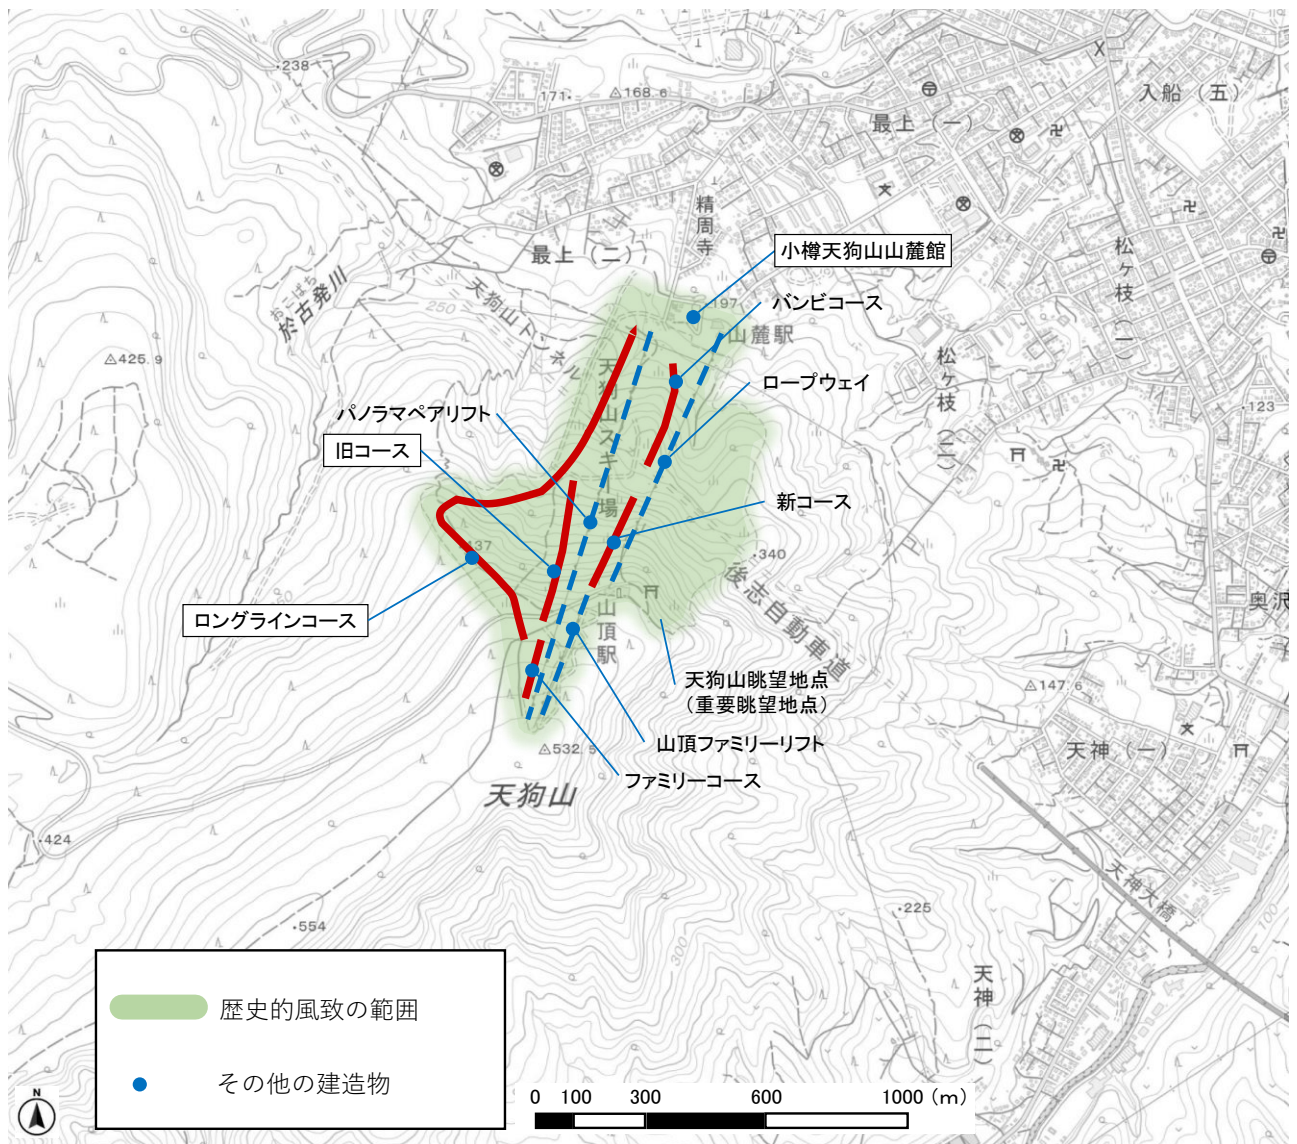 238
171
168.6
入船（五）
最上（一）
精周寺
松ヶ枝（一）
最上（二）
小樽天狗山山麓館
197
バンビコース
山麓駅
於古発川
おこばち
250
天狗山トンネル
425.9
天狗山スキー場
松ヶ枝（二）
ロープウェイ
123
パノラマペアリフト
旧コース
新コース
340
後志自動車道
ロングラインコース
山頂駅
奥沢
天狗山眺望地点
（重要眺望地点）
147.6
天神（一）
山頂ファミリーリフト
532.5
ファミリーコース
天狗山
424
天神大橋
225
554
300
100
天神（二）
歴史的風致の範囲
その他の建造物
N
0 100 300 600 1000（m）